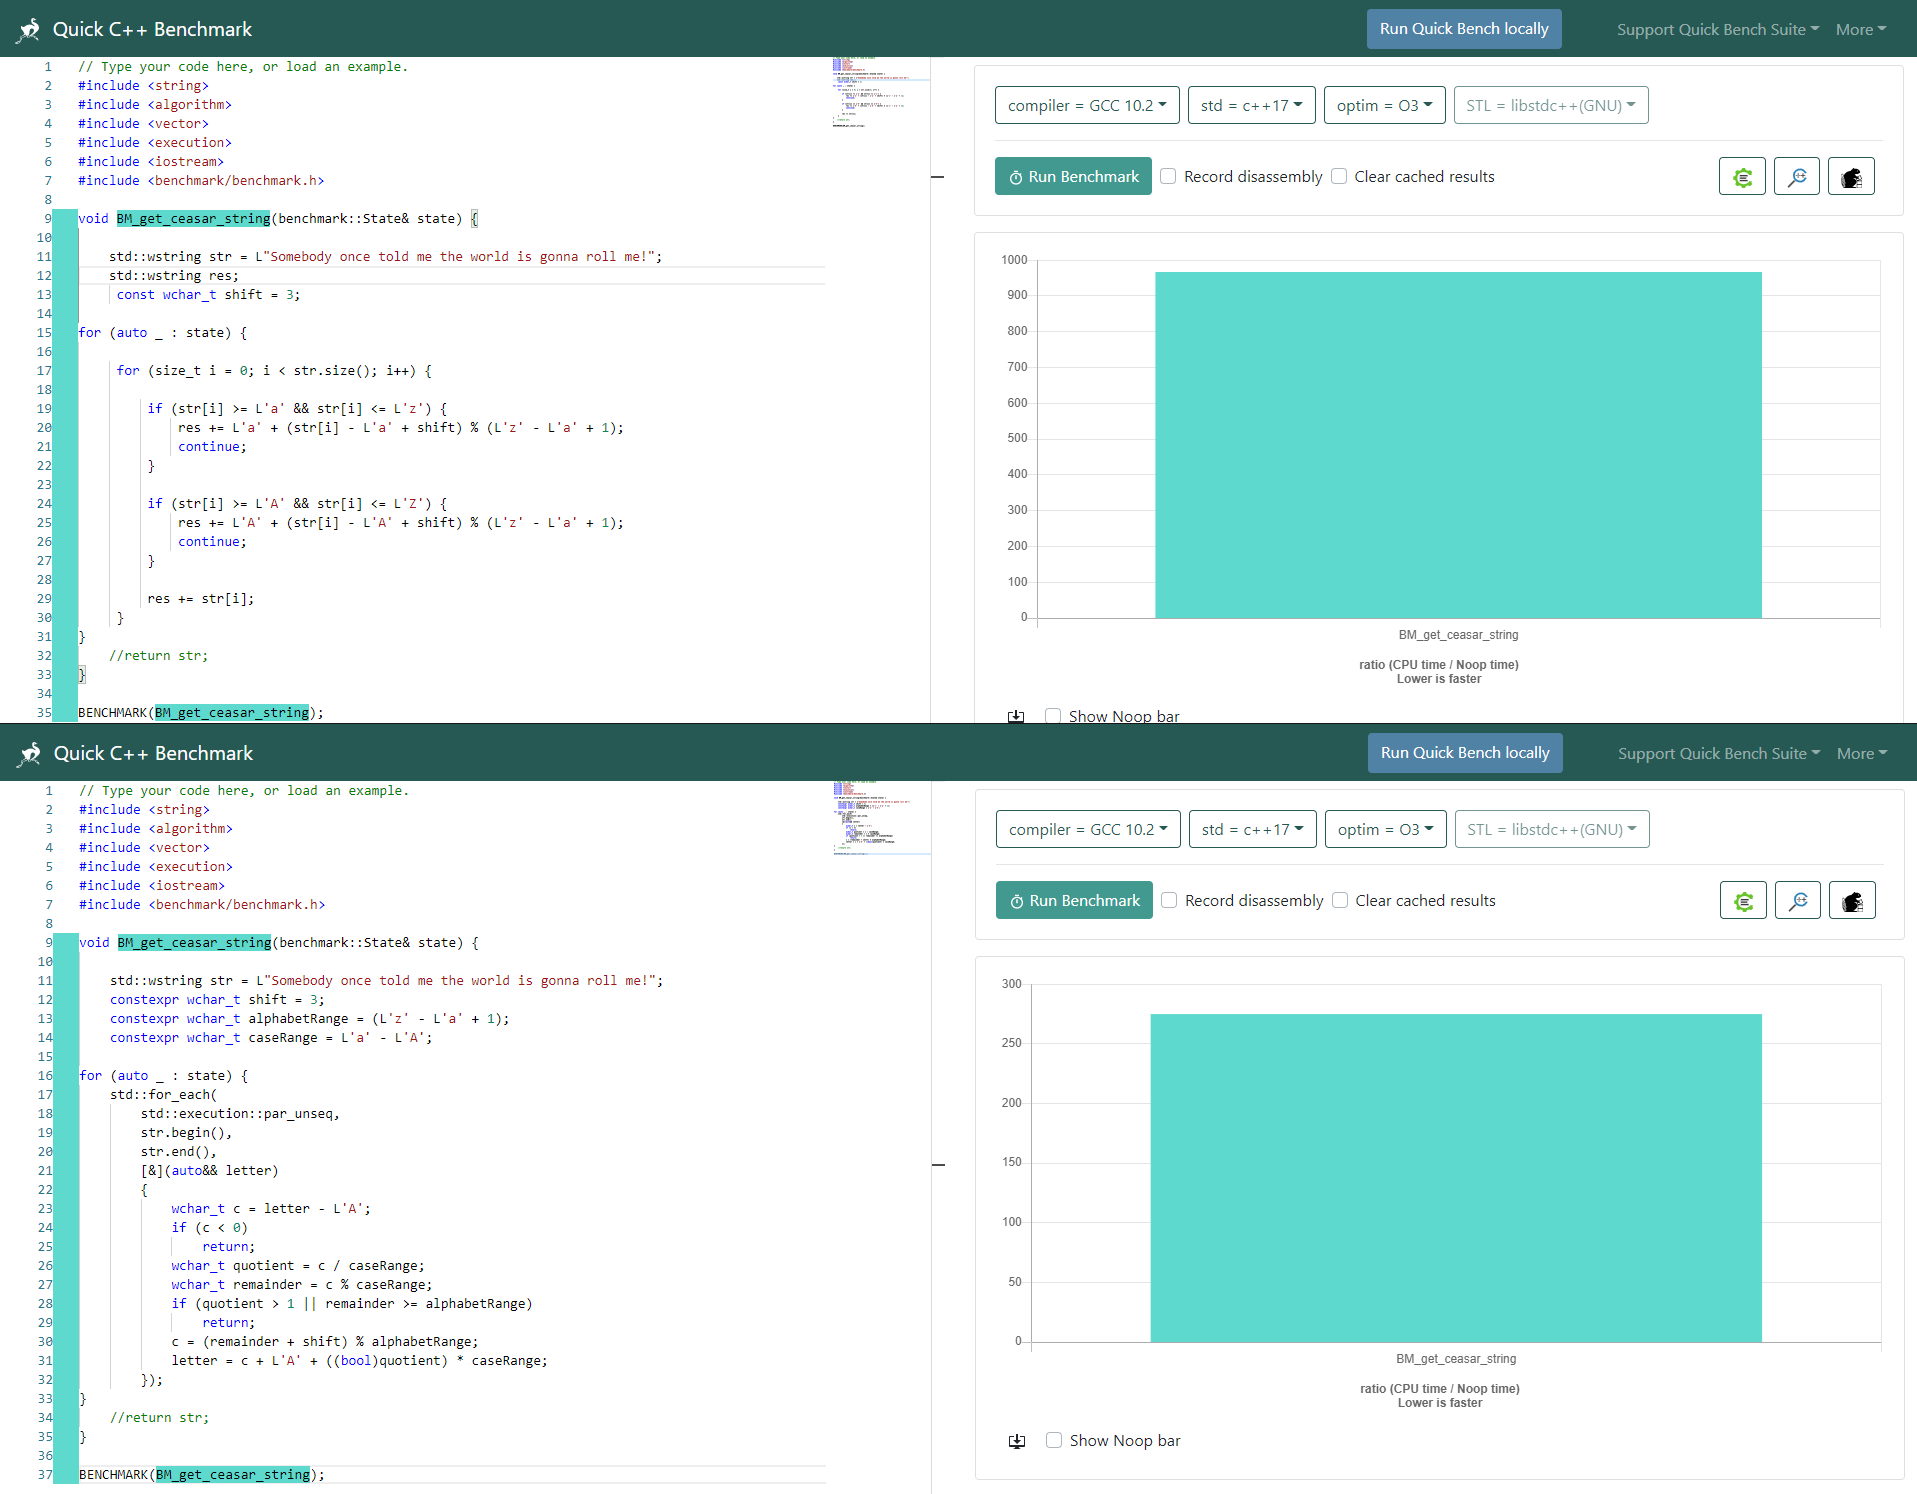 Quick C++ Benchmark
Run Quick Bench locally
Support Quick Bench Suite
More
1 // Type your code here, or load an example.
2 #include <string>
3 #include <algorithm>
4 #include <vector>
5 #include <execution>
6 #include <iostream>
7 #include <benchmark/benchmark.h>
8
9 void BM_get_ceasar_string(benchmark::State& state) {
10
11 std::wstring str = L"Somebody once told me the world is gonna roll me!";
12 std::wstring res;
13 const wchar_t shift = 3;
14
15 for (auto _ : state) {
16
17 for (size_t i = 0; i < str.size(); i++) {
18
19 if (str[i] >= L'a' && str[i] <= L'z') {
20 res += L'a' + (str[i] - L'a' + shift) % (L'z' - L'a' + 1);
21 continue;
22 }
23
24 if (str[i] >= L'A' && str[i] <= L'Z') {
25 res += L'A' + (str[i] - L'A' + shift) % (L'z' - L'a' + 1);
26 continue;
27 }
28
29 res += str[i];
30 }
31 }
32 //return str;
33 }
34
35 BENCHMARK(BM_get_ceasar_string);
compiler = GCC 10.2
std = c++17
optim = O3
STL = libstdc++(GNU)
Run Benchmark
Record disassembly
Clear cached results
1000
900
800
700
600
500
400
300
200
100
0
BM_get_ceasar_string
ratio (CPU time / Noop time)
Lower is faster
Show Noop bar
Quick C++ Benchmark
Run Quick Bench locally
Support Quick Bench Suite
More
1 // Type your code here, or load an example.
2 #include <string>
3 #include <algorithm>
4 #include <vector>
5 #include <execution>
6 #include <iostream>
7 #include <benchmark/benchmark.h>
8
9 void BM_get_ceasar_string(benchmark::State& state) {
10
11 std::wstring str = L"Somebody once told me the world is gonna roll me!";
12 constexpr wchar_t shift = 3;
13 constexpr wchar_t alphabetRange = (L'z' - L'a' + 1);
14 constexpr wchar_t caseRange = L'a' - L'A';
15
16 for (auto _ : state) {
17 std::for_each(
18 std::execution::par_unseq,
19 str.begin(),
20 str.end(),
21 [&](auto&& letter)
22 {
23 wchar_t c = letter - L'A';
24 if (c < 0)
25 return;
26 wchar_t quotient = c / caseRange;
27 wchar_t remainder = c % caseRange;
28 if (quotient > 1 || remainder >= alphabetRange)
29 return;
30 c = (remainder + shift) % alphabetRange;
31 letter = c + L'A' + ((bool)quotient) * caseRange;
32 });
33 }
34 //return str;
35 }
36
37 BENCHMARK(BM_get_ceasar_string);
compiler = GCC 10.2
std = c++17
optim = O3
STL = libstdc++(GNU)
Run Benchmark
Record disassembly
Clear cached results
300
250
200
150
100
50
0
BM_get_ceasar_string
ratio (CPU time / Noop time)
Lower is faster
Show Noop bar